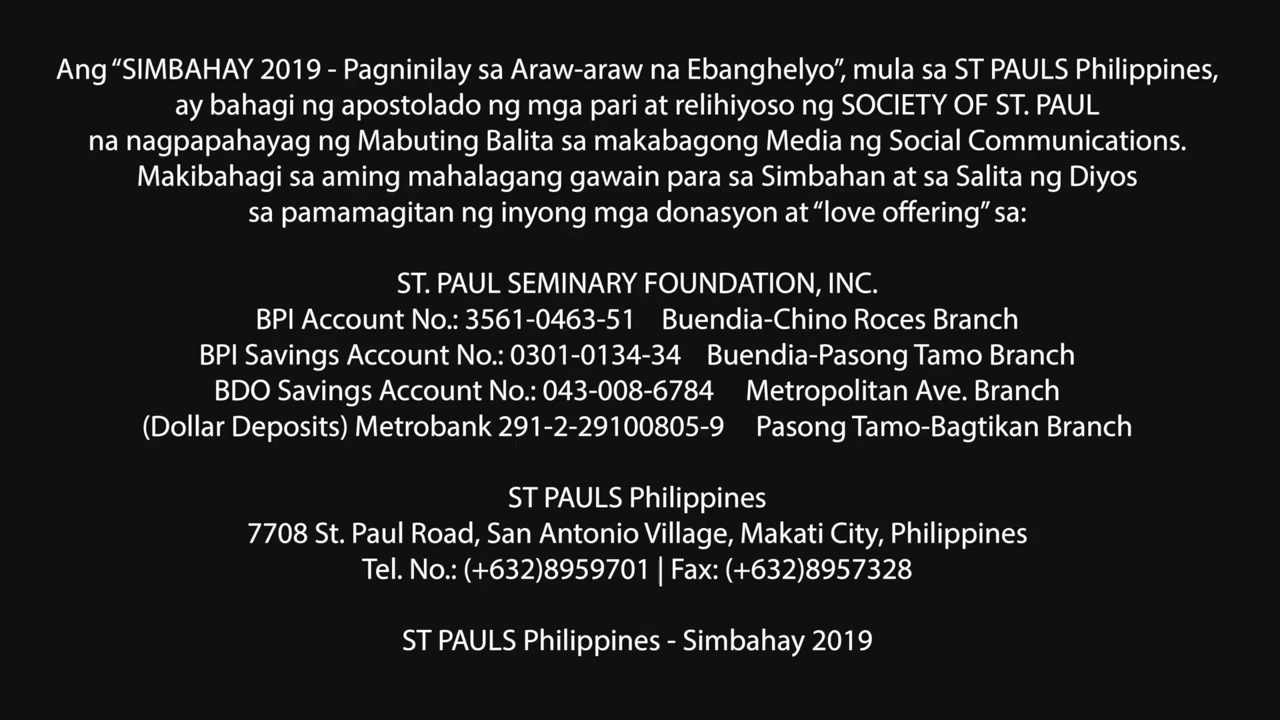 Ang “SIMBAHAY 2019 - Pagninilay sa Araw-araw na Ebanghelyo”, mula sa ST PAULS Philippines,
ay bahagi ng apostolado ng mga pari at relihiyoso ng SOCIETY OF ST. PAUL
na nagpapahayag ng Mabuting Balita sa makabagong Media ng Social Communications.
Makibahagi sa aming mahalagang gawain para sa Simbahan at sa Salita ng Diyos
sa pamamagitan ng inyong mga donasyon at “love offering” sa:
ST. PAUL SEMINARY FOUNDATION, INC.
BPI Account No.: 3561-0463-51 Buendia-Chino Roces Branch
BPI Savings Account No.: 0301-0134-34 Buendia-Pasong Tamo Branch
BDO Savings Account No.: 043-008-6784 Metropolitan Ave. Branch
(Dollar Deposits) Metrobank 291-2-29100805-9 Pasong Tamo-Bagtikan Branch
ST PAULS Philippines
7708 St. Paul Road, San Antonio Village, Makati City, Philippines
Tel. No.: (+632)8959701 | Fax: (+632)8957328
ST PAULS Philippines - Simbahay 2019